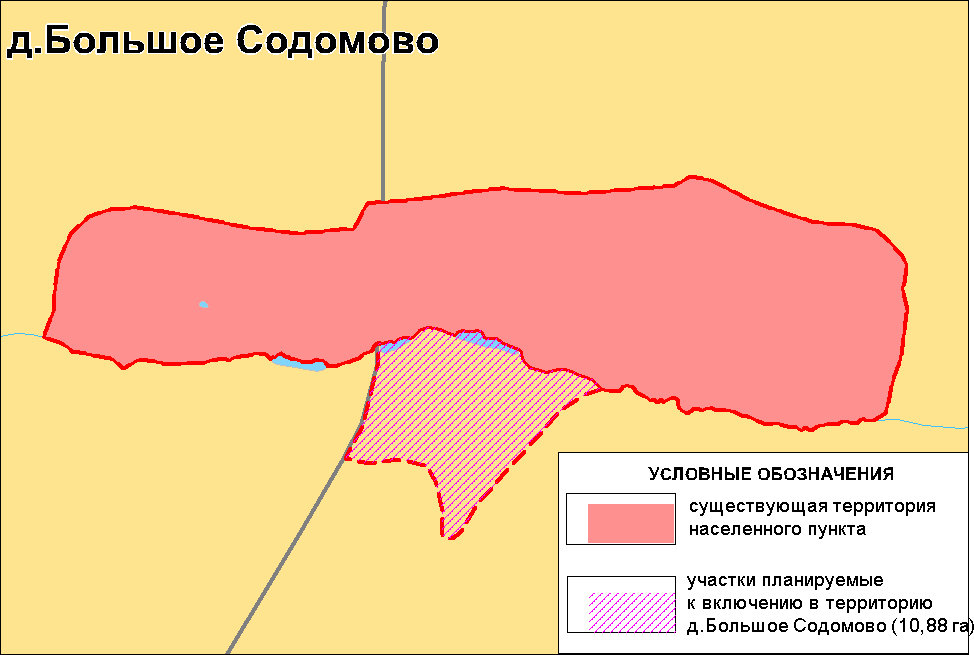 д.Большое Содомово
УСЛОВНЫЕ ОБОЗНАЧЕНИЯ
существующая территория
населенного пункта
участки планируемые
к включению в территорию
д.Большое Содомово (10,88 га)